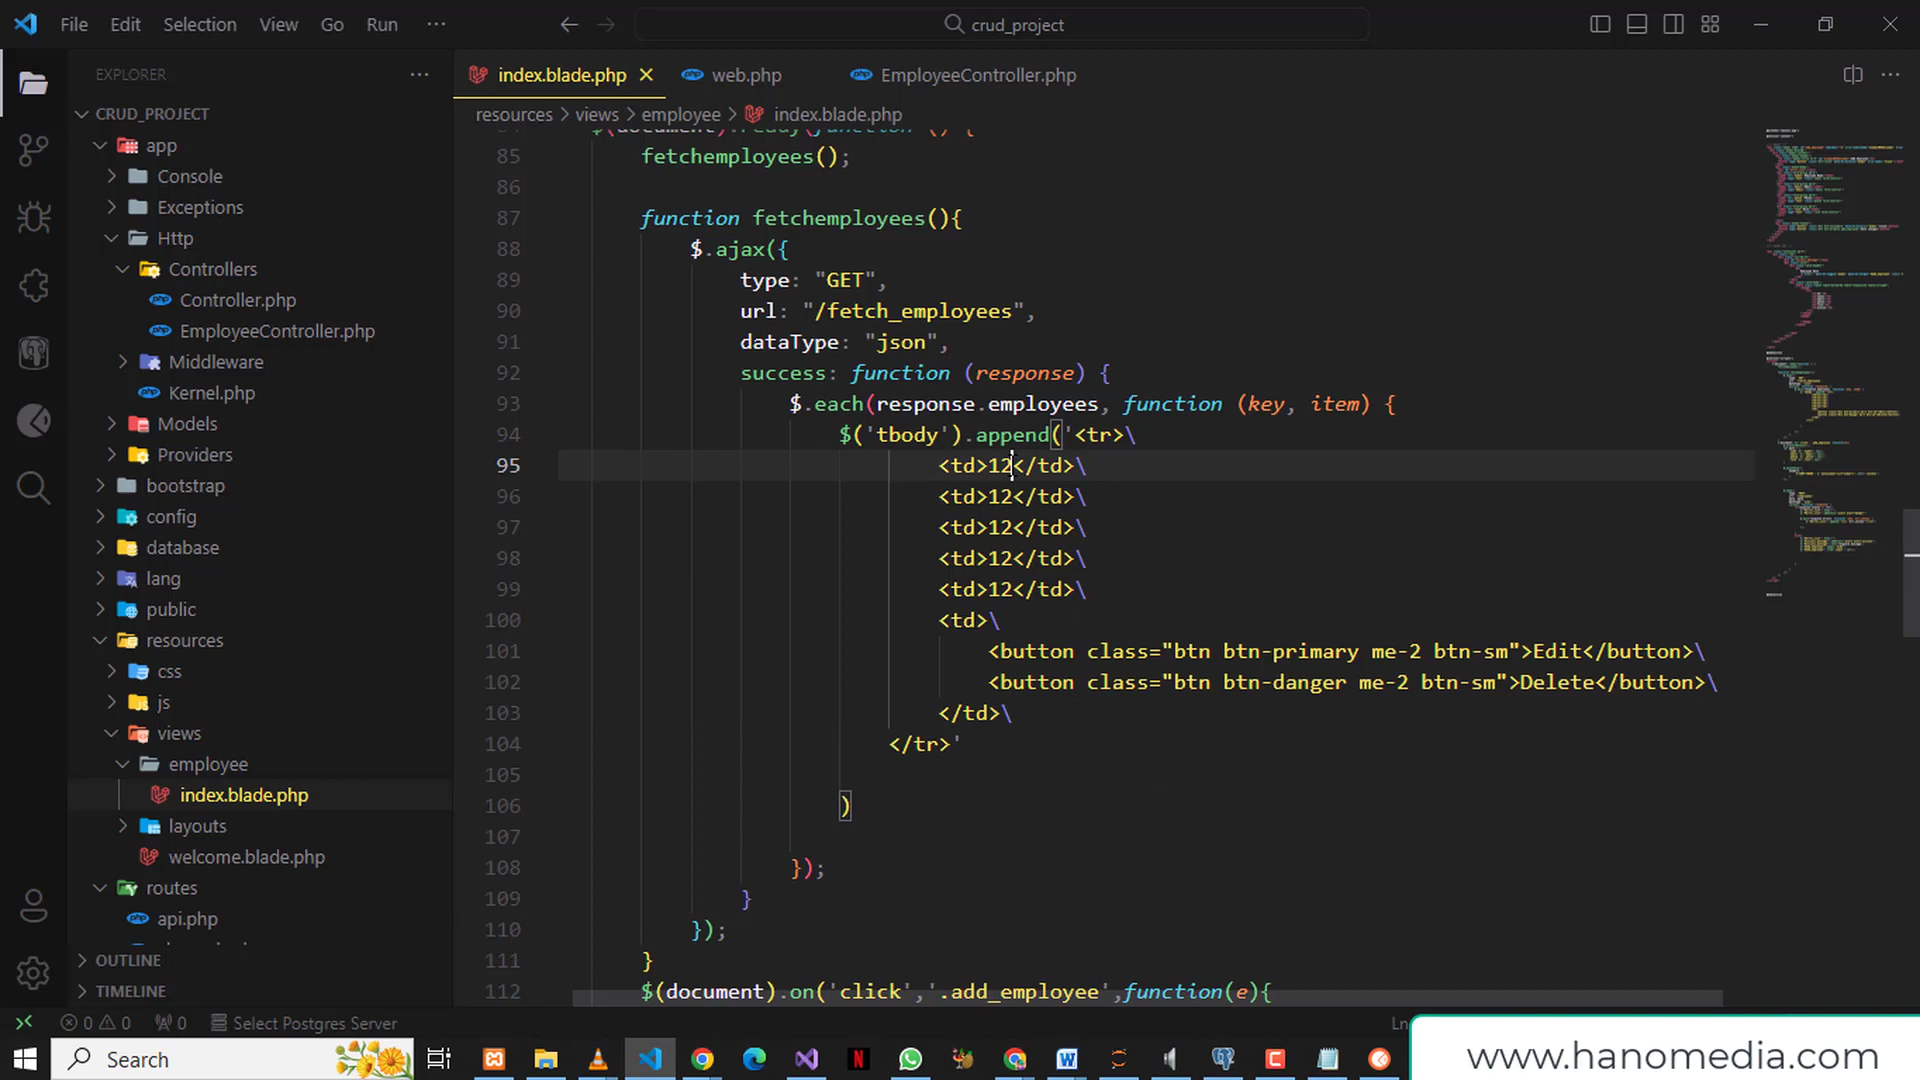 File Edit Selection View Go Run ··· crud_project
EXPLORER ···
CRUD_PROJECT
app
Console
Exceptions
Http
Controllers
Controller.php
EmployeeController.php
Middleware
Kernel.php
Models
Providers
bootstrap
config
database
lang
public
resources
css
js
views
employee
index.blade.php
layouts
welcome.blade.php
routes
api.php
OUTLINE
TIMELINE
index.blade.php web.php EmployeeController.php
resources > views > employee > index.blade.php
$(document).ready(function () {
85 fetchemployees();
86
87 function fetchemployees(){
88 $.ajax({
89 type: "GET",
90 url: "/fetch_employees",
91 dataType: "json",
92 success: function (response) {
93 $.each(response.employees, function (key, item) {
94 $('tbody').append('<tr>\
95 <td>12</td>\
96 <td>12</td>\
97 <td>12</td>\
98 <td>12</td>\
99 <td>12</td>\
100 <td>\
101 <button class="btn btn-primary me-2 btn-sm">Edit</button>\
102 <button class="btn btn-danger me-2 btn-sm">Delete</button>\
103 </td>\
104 </tr>'
105
106 )
107
108 });
109 }
110 });
111 }
112 $(document).on('click','.add_employee',function(e){
0 0 0 Select Postgres Server Ln
Search
www.hanomedia.com